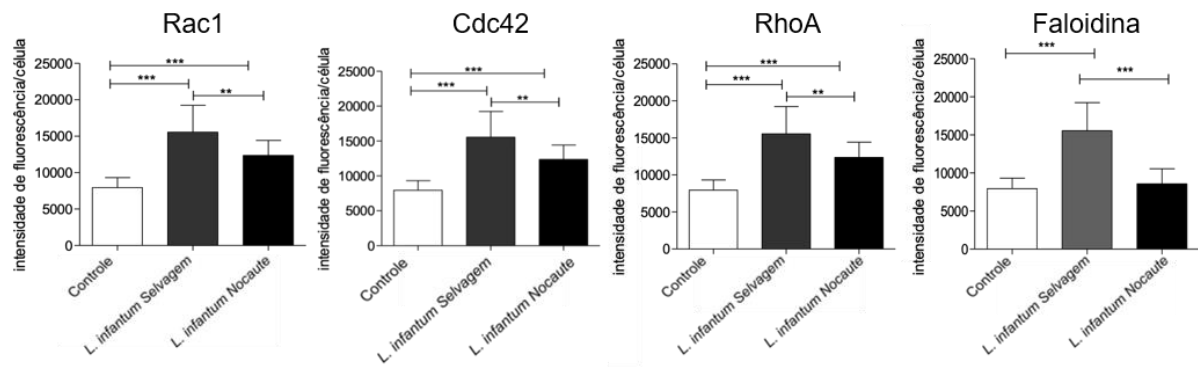 Rac1
intensidade de fluorescência/célula
25000
20000
15000
10000
5000
0
***
***
**
Controle
L. infantum Selvagem
L. infantum Nocaute
Cdc42
intensidade de fluorescência/célula
25000
20000
15000
10000
5000
0
***
***
**
Controle
L. infantum Selvagem
L. infantum Nocaute
RhoA
intensidade de fluorescência/célula
25000
20000
15000
10000
5000
0
***
***
**
Controle
L. infantum Selvagem
L. infantum Nocaute
Faloidina
intensidade de fluorescência/célula
25000
20000
15000
10000
5000
0
***
***
Controle
L. infantum Selvagem
L. infantum Nocaute